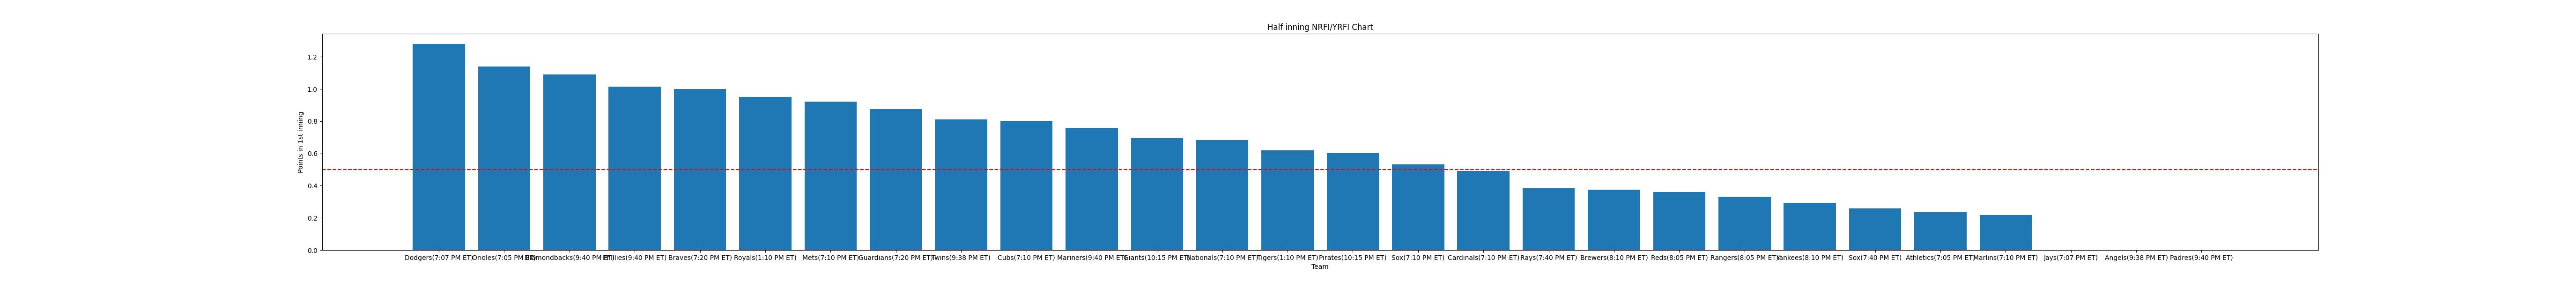 Half inning NRFI/YRFI Chart
1.2
1.0
0.8
0.6
0.4
0.2
0.0
Points in 1st inning
Dodgers(7:07 PM ET) Orioles(7:05 PM ET) Diamondbacks(9:40 PM ET) Phillies(9:40 PM ET) Braves(7:20 PM ET) Royals(1:10 PM ET) Mets(7:10 PM ET) Guardians(7:20 PM ET) Twins(9:38 PM ET) Cubs(7:10 PM ET) Mariners(9:40 PM ET) Giants(10:15 PM ET) Nationals(7:10 PM ET) Tigers(1:10 PM ET) Pirates(10:15 PM ET) Sox(7:10 PM ET) Cardinals(7:10 PM ET) Rays(7:40 PM ET) Brewers(8:10 PM ET) Reds(8:05 PM ET) Rangers(8:05 PM ET) Yankees(8:10 PM ET) Sox(7:40 PM ET) Athletics(7:05 PM ET) Marlins(7:10 PM ET) Jays(7:07 PM ET) Angels(9:38 PM ET) Padres(9:40 PM ET)
Team